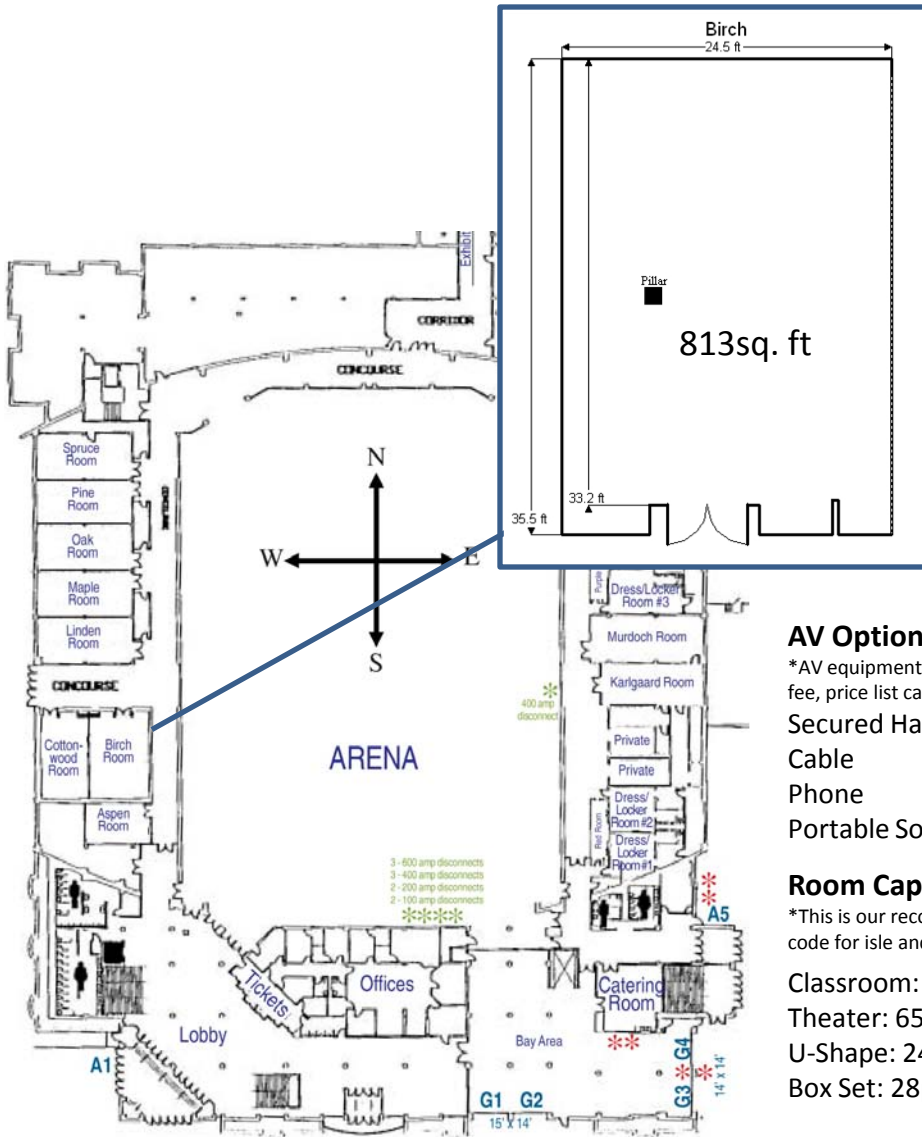 Birch
24.5 ft
Pillar
813sq. ft
33.2 ft
35.5 ft
Exhibit
CORRIDOR
CONCOURSE
Spruce
Room
Pine
Room
Oak
Room
Maple
Room
Linden
Room
CONCOURSE
CONCOURSE
N
W
E
S
Cotton-
wood
Room
Birch
Room
Aspen
Room
ARENA
400 amp
disconnect
Purple
Dress/Locker
Room #3
Murdoch Room
Karlgaard Room
Private
Private
Dress/
Locker
Room #2
Red Room
Dress/
Locker
Room #1
3 - 600 amp disconnects
3 - 400 amp disconnects
2 - 200 amp disconnects
2 - 100 amp disconnects
A5
Tickets
Offices
Catering
Room
Lobby
Bay Area
A1
G1 G2
15' X 14'
G4
G3
14' X 14'
AV Option
*AV equipment
fee, price list ca
Secured Ha
Cable
Phone
Portable So
Room Cap
*This is our reco
code for isle and
Classroom:
Theater: 65
U-Shape: 24
Box Set: 28